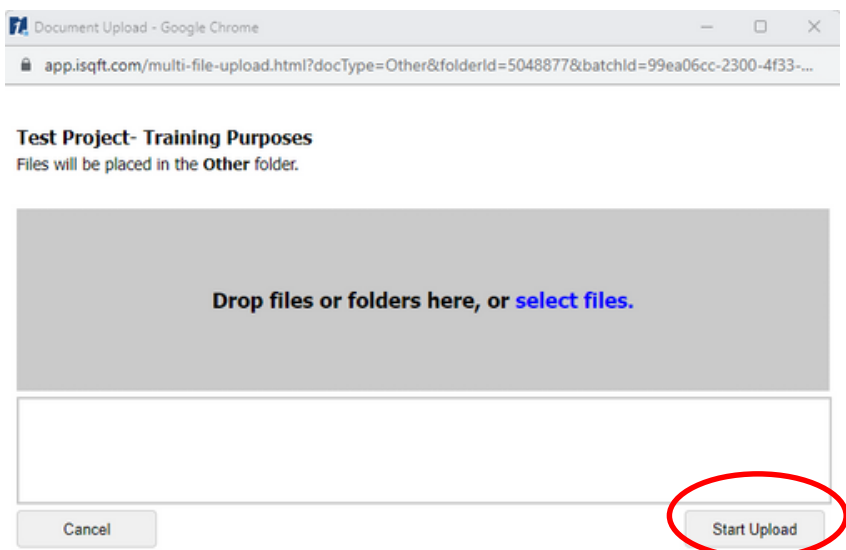 Document Upload - Google Chrome
app.isqft.com/multi-file-upload.html?docType=Other&folderId=5048877&batchId=99ea06cc-2300-4f33-...
Test Project- Training Purposes
Files will be placed in the Other folder.
Drop files or folders here, or select files.
Cancel
Start Upload